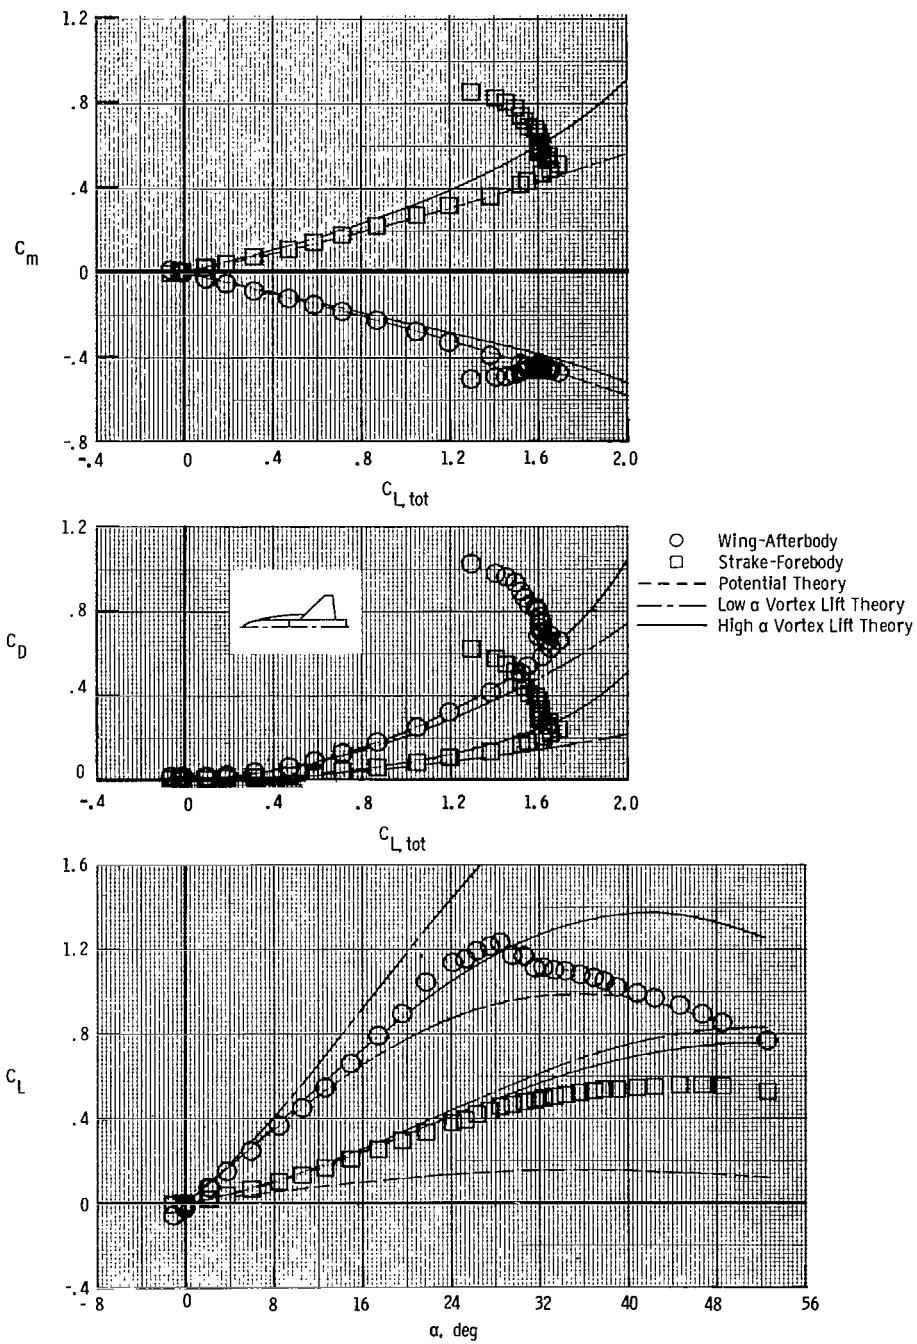 1.2
.8
.4
C_m
0
-.4
-.8
-.4 0 .4 .8 1.2 1.6 2.0
C_L, tot
1.2
.8
C_D
.4
0
-.4 0 .4 .8 1.2 1.6 2.0
C_L, tot
Wing-Afterbody
Strake-Forebody
Potential Theory
Low α Vortex Lift Theory
High α Vortex Lift Theory
1.6
1.2
.8
C_L
.4
0
-.4
-8 0 8 16 24 32 40 48 56
α, deg